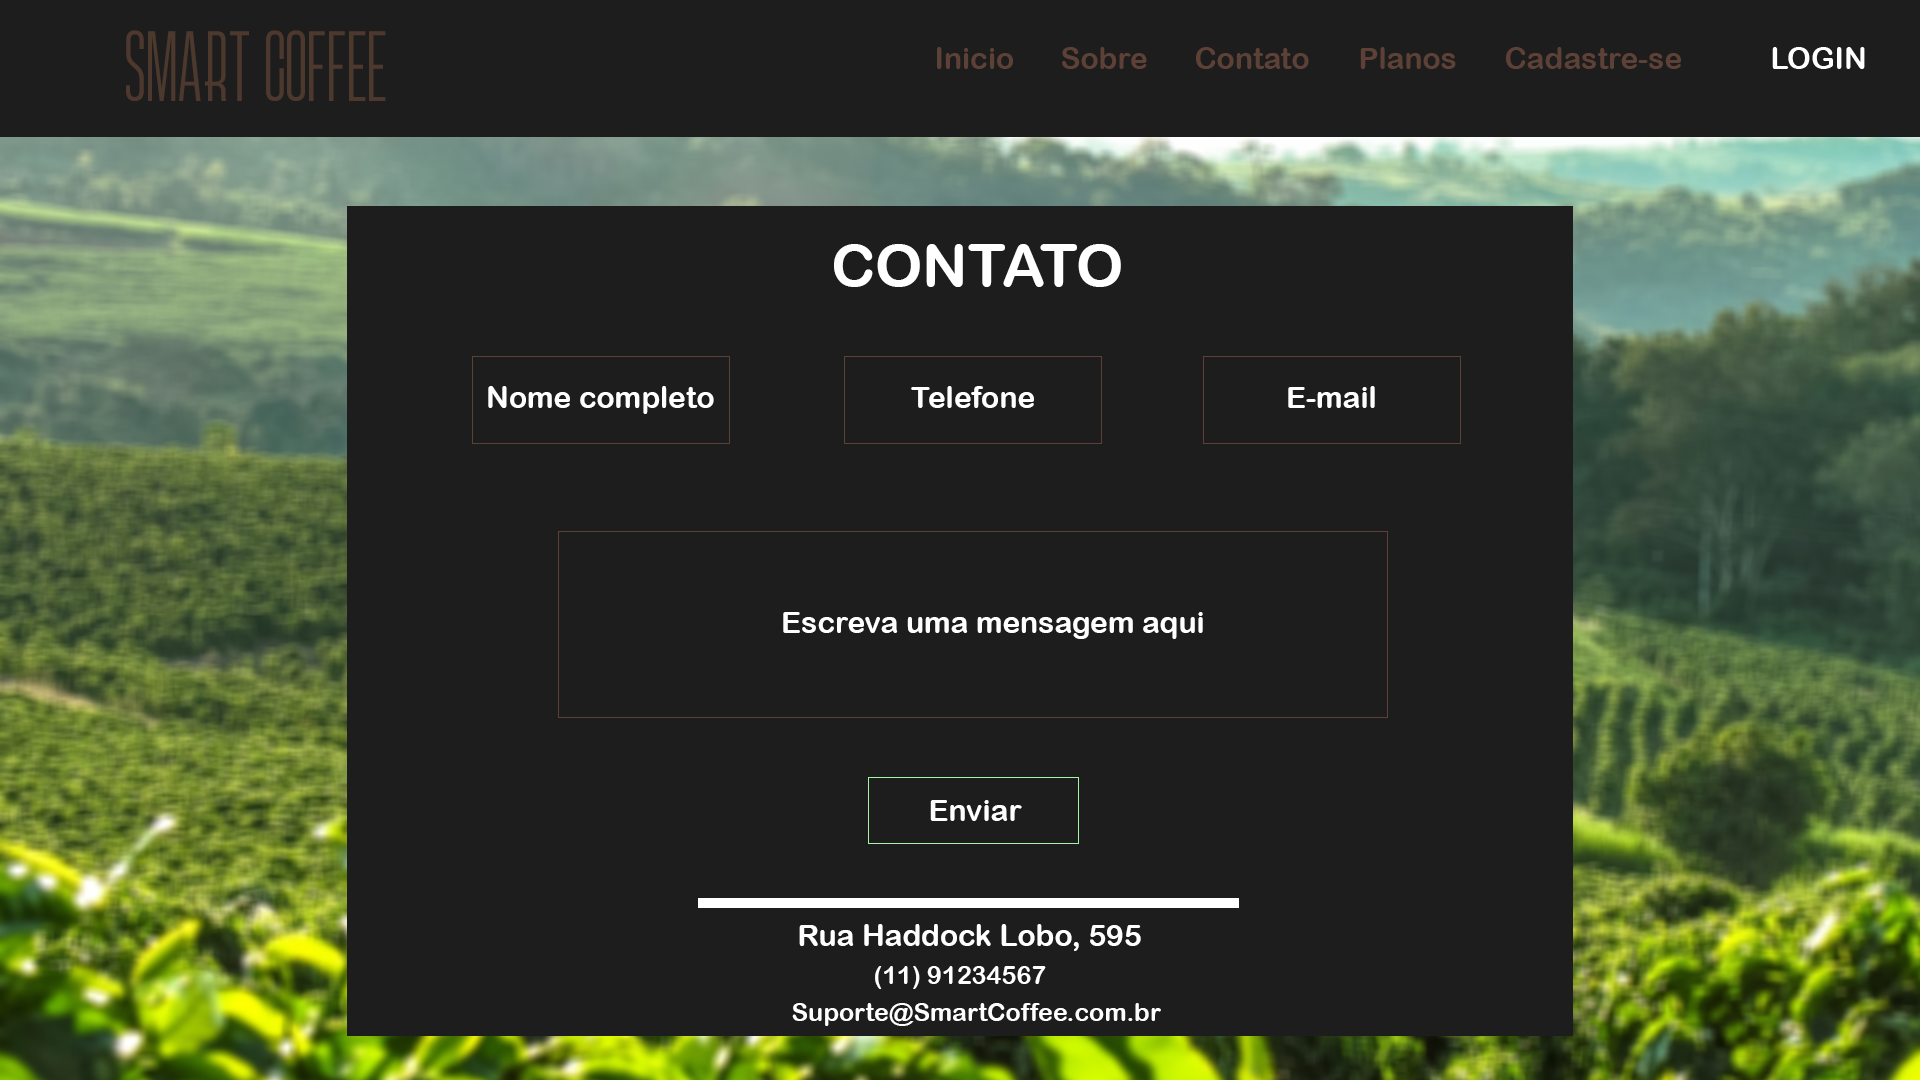 SMART COFFEE
Inicio Sobre Contato Planos Cadastre-se LOGIN
CONTATO
Nome completo Telefone E-mail
Escreva uma mensagem aqui
Enviar
Rua Haddock Lobo, 595
(11) 91234567
Suporte@SmartCoffee.com.br